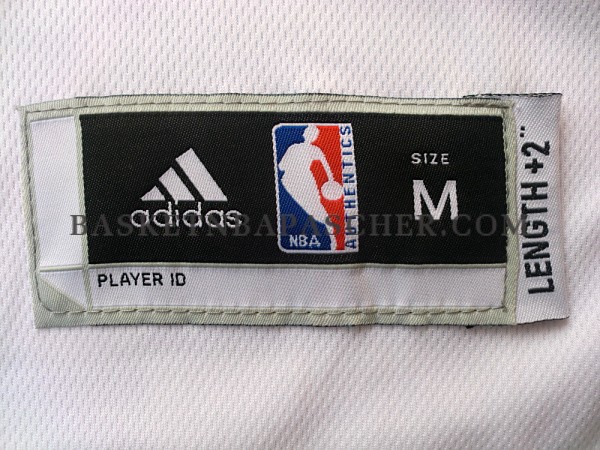 adidas
NBA
AUTHENTICS
SIZE
M
LENGTH +2"
PLAYER ID
BASKETNBAPASCHER.COM